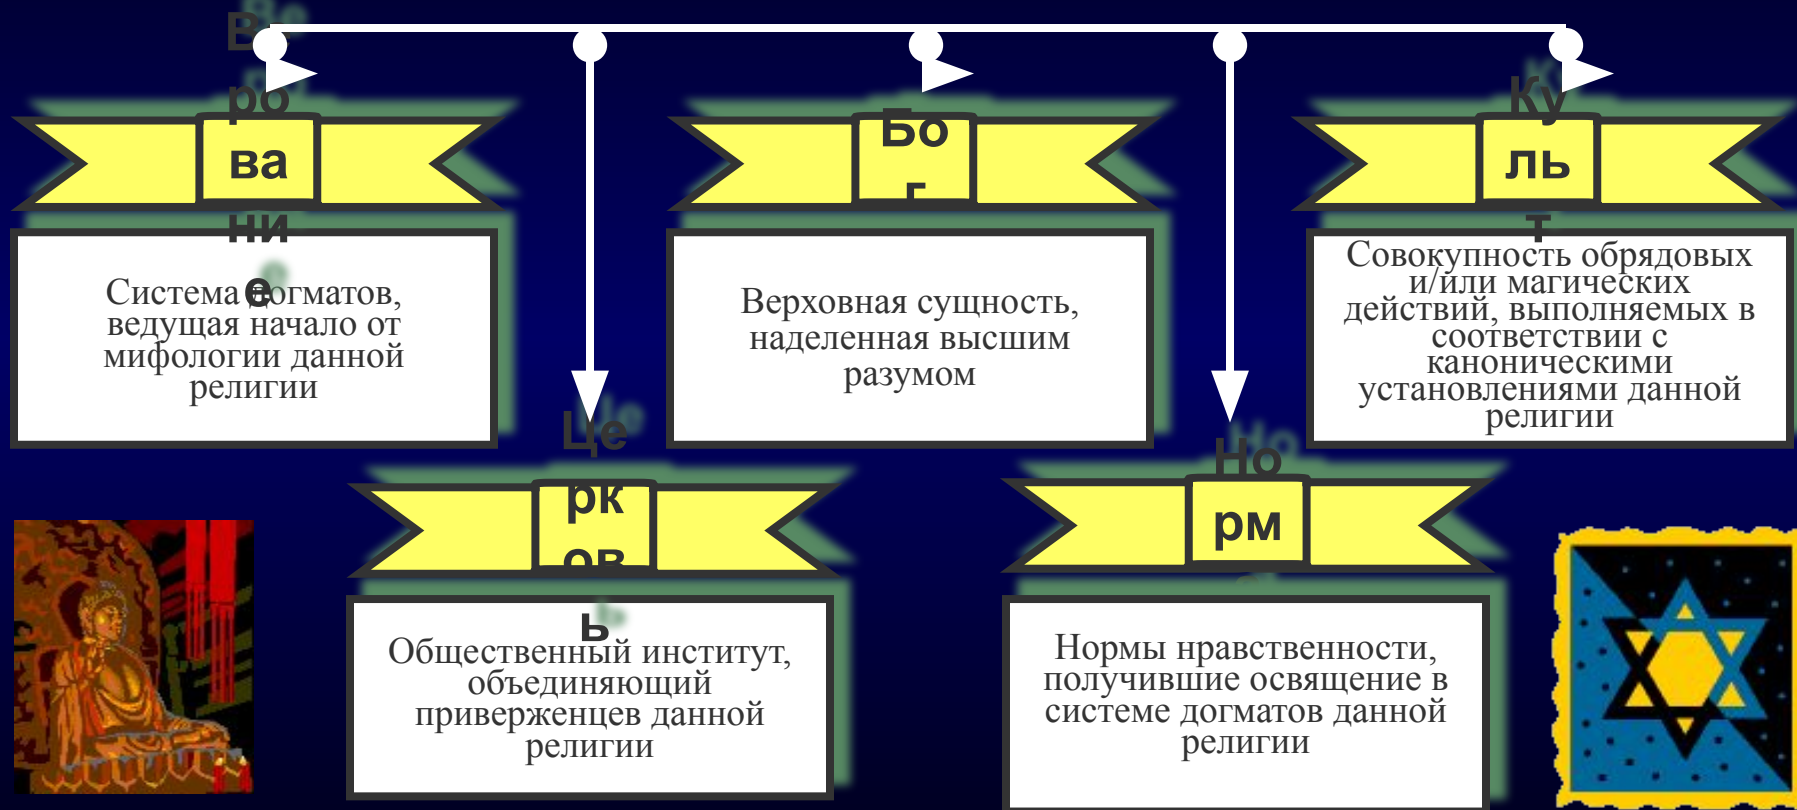 Ве
ро
ва
ни
е
Система догматов,
ведущая начало от
мифологии данной
религии
Бо
г
Верховная сущность,
наделенная высшим
разумом
Ку
ль
т
Совокупность обрядовых
и/или магических
действий, выполняемых в
соответствии с
каноническими
установлениями данной
религии
Це
рк
ов
ь
Общественный институт,
объединяющий
приверженцев данной
религии
Но
рм
Нормы нравственности,
получившие освящение в
системе догматов данной
религии